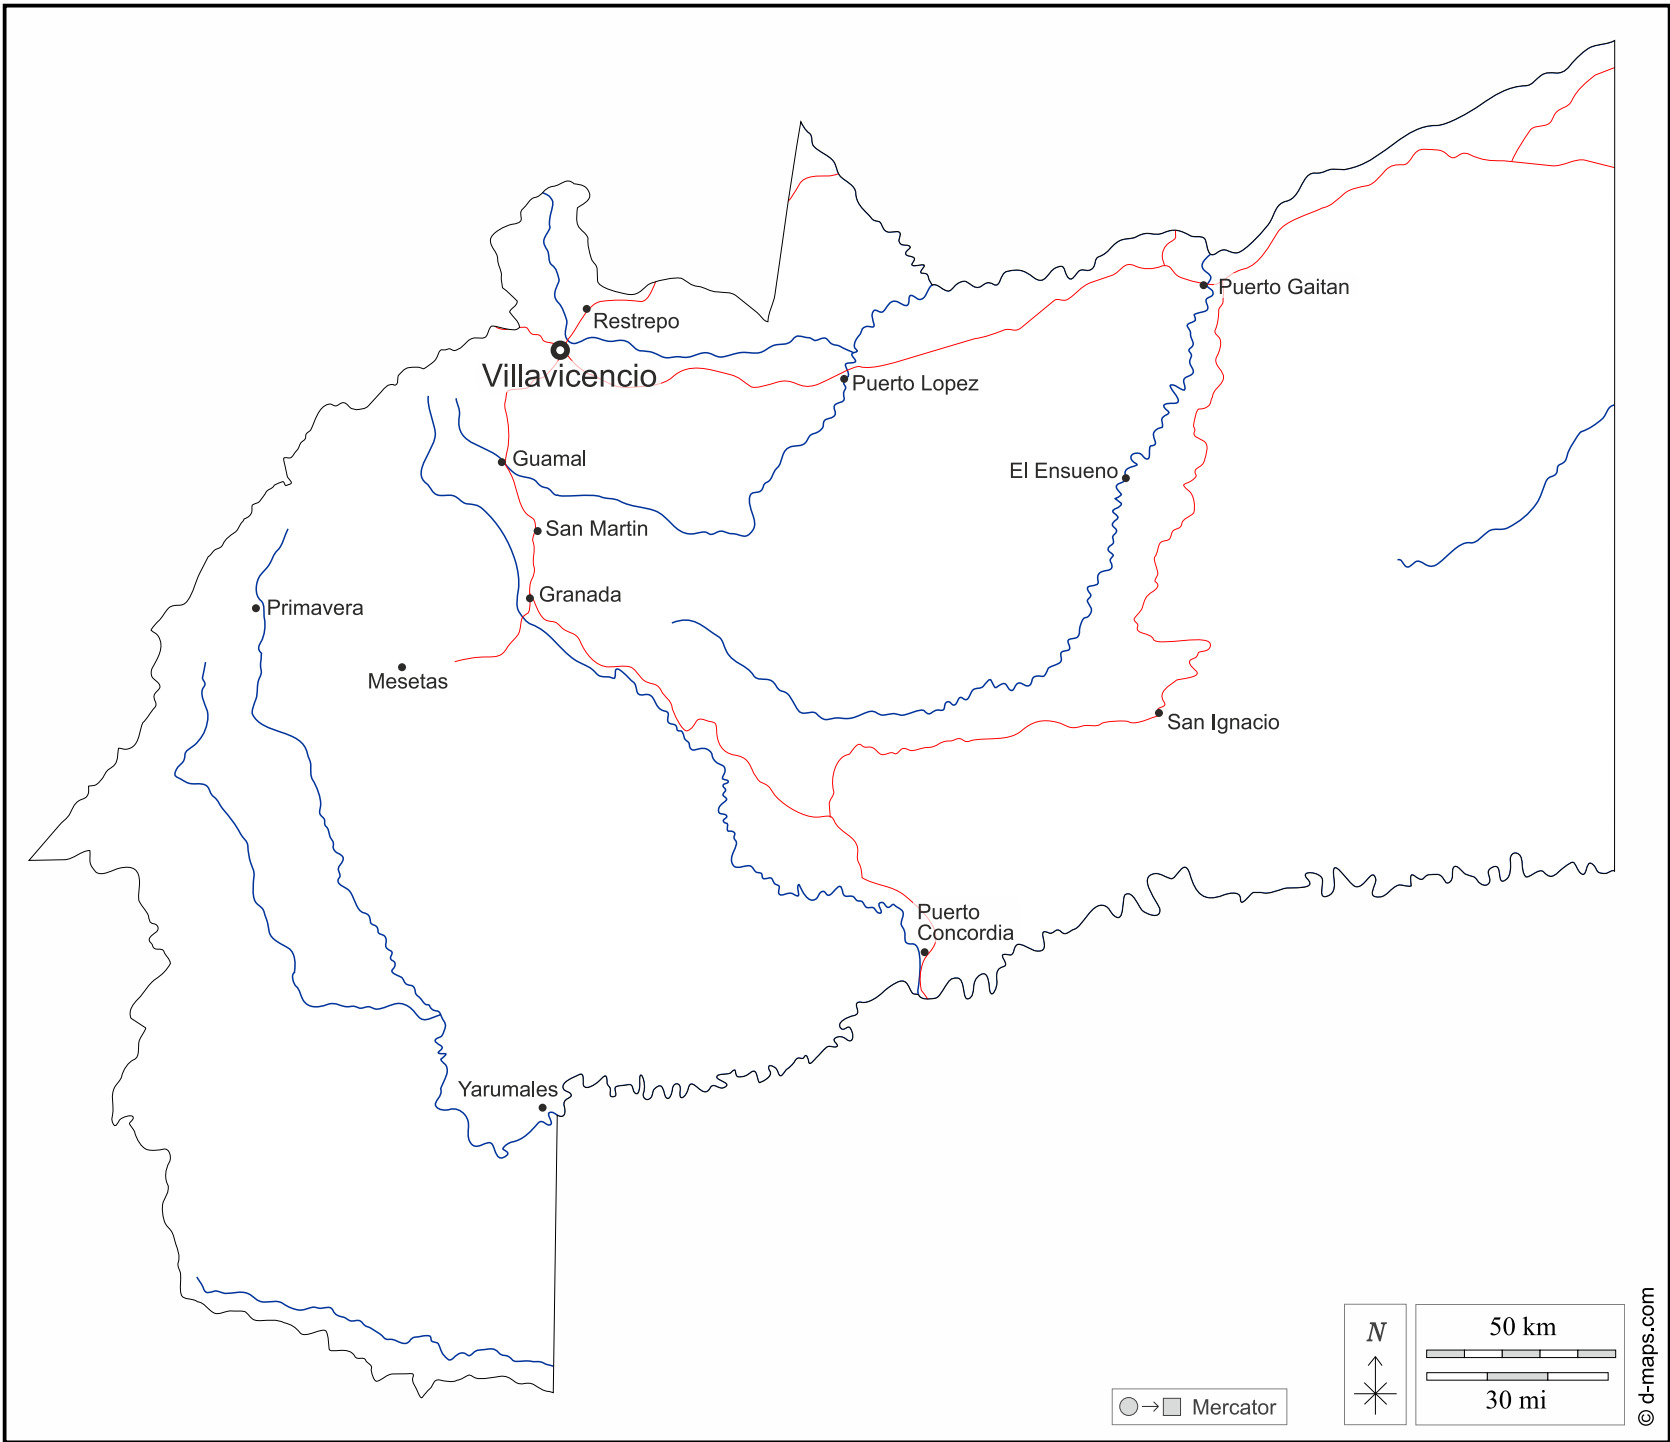 Puerto Gaitan
Restrepo
Villavicencio
Puerto Lopez
Guamal
El Ensueno
San Martin
Granada
Primavera
Mesetas
San Ignacio
Puerto
Concordia
Yarumales
N
50 km
30 mi
Mercator
© d-maps.com